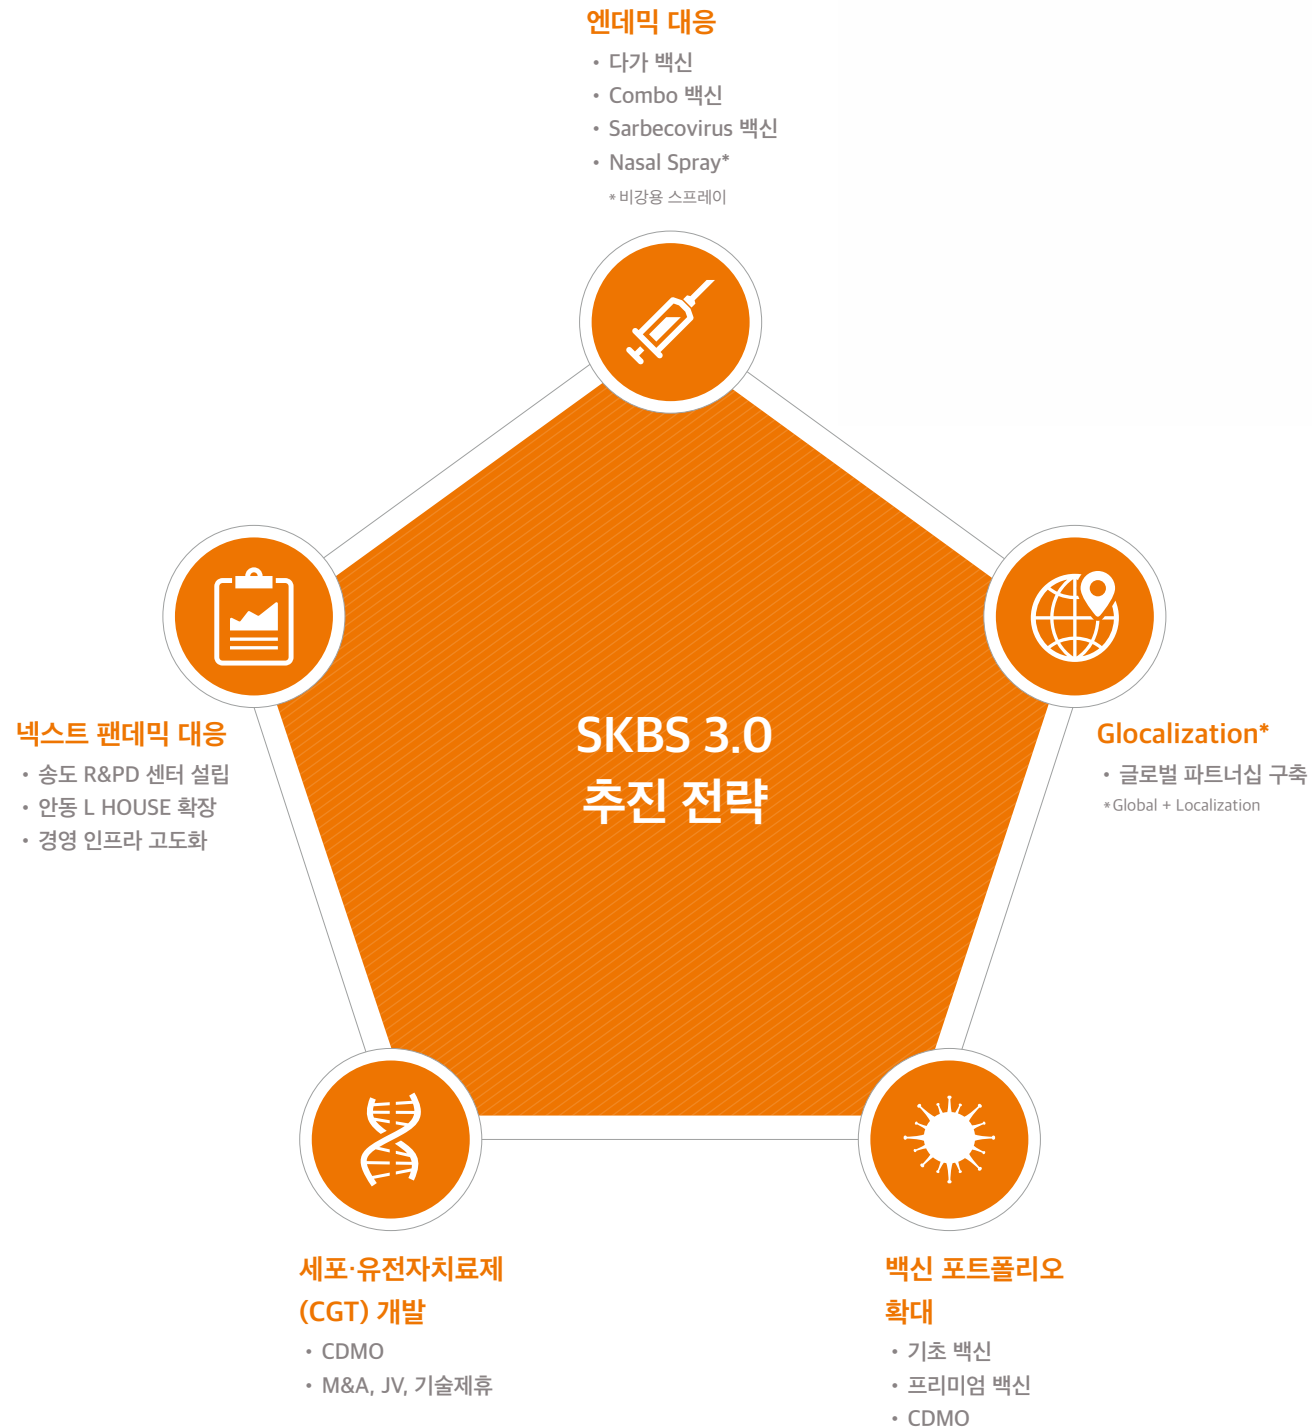 엔데믹 대응
• 다가 백신
• Combo 백신
• Sarbecovirus 백신
• Nasal Spray*
* 비강용 스프레이
넥스트 팬데믹 대응
• 송도 R&PD 센터 설립
• 안동 L HOUSE 확장
• 경영 인프라 고도화
SKBS 3.0
추진 전략
Glocalization*
• 글로벌 파트너십 구축
* Global + Localization
세포·유전자치료제
(CGT) 개발
• CDMO
• M&A, JV, 기술제휴
백신 포트폴리오
확대
• 기초 백신
• 프리미엄 백신
• CDMO